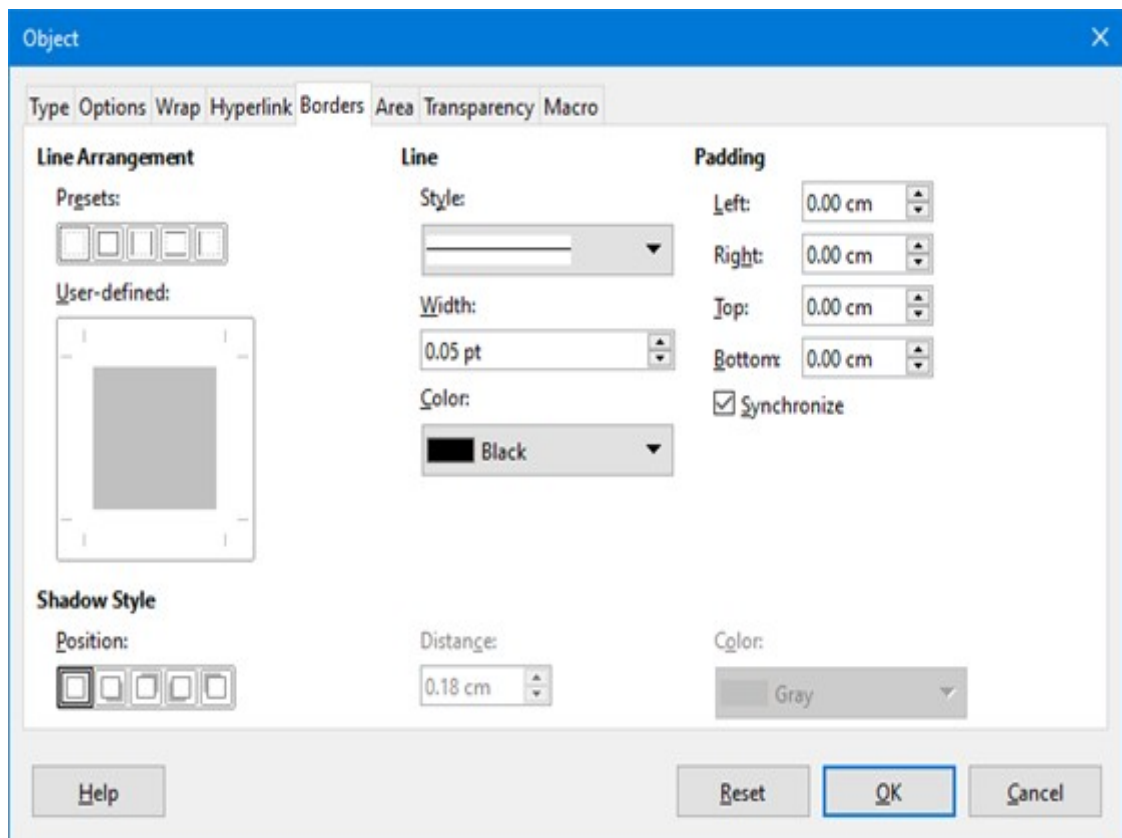 Object
Type Options Wrap Hyperlink Borders Area Transparency Macro
Line Arrangement
Presets:
User-defined:
Line
Style:
Width:
0.05 pt
Color:
Black
Padding
Left: 0.00 cm
Right: 0.00 cm
Top: 0.00 cm
Bottom: 0.00 cm
Synchronize
Shadow Style
Position:
Distance:
0.18 cm
Color:
Gray
Help Reset OK Cancel